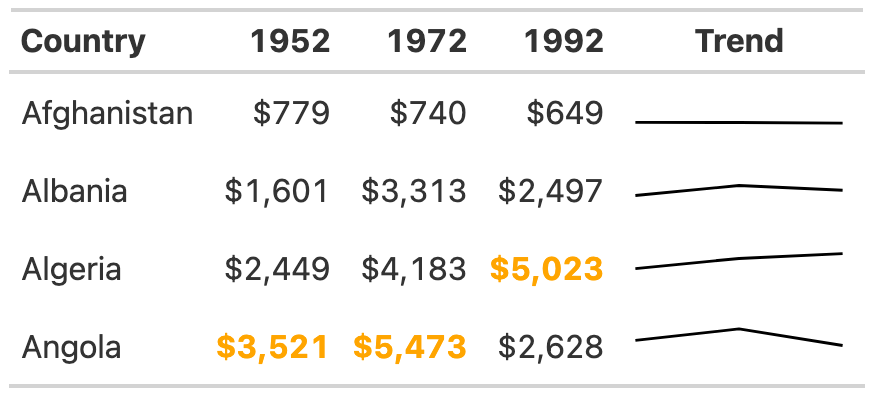 Country 1952 1972 1992 Trend
Afghanistan $779 $740 $649
Albania $1,601 $3,313 $2,497
Algeria $2,449 $4,183 $5,023
Angola $3,521 $5,473 $2,628